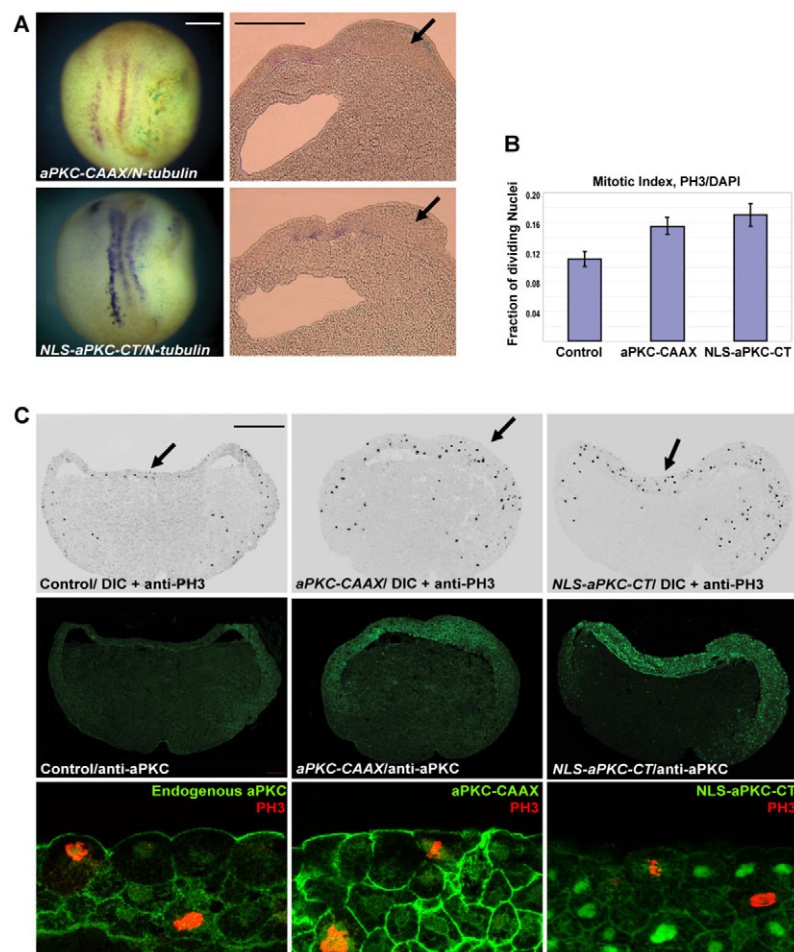 A
aPKC-CAAX/N-tubulin
NLS-aPKC-CT/N-tubulin
B
Mitotic Index, PH3/DAPI
Fraction of dividing Nuclei
0.20
0.16
0.12
0.08
0.04
Control
aPKC-CAAX
NLS-aPKC-CT
C
Control/ DIC + anti-PH3
aPKC-CAAX/ DIC + anti-PH3
NLS-aPKC-CT/ DIC + anti-PH3
Control/anti-aPKC
aPKC-CAAX/anti-aPKC
NLS-aPKC-CT/anti-aPKC
Endogenous aPKC
PH3
aPKC-CAAX
PH3
NLS-aPKC-CT
PH3